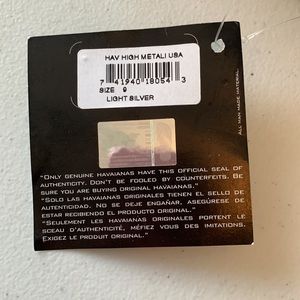 HAV HIGH METALI USA
7 41940 18054 3
SIZE 9
LIGHT SILVER
ALL MAN MADE MATERIAL.
"ONLY GENUINE HAVAIANAS HAVE THIS OFFICIAL SEAL OF
AUTHENTICITY. DON'T BE FOOLED BY COUNTERFEITS. BE
SURE YOU ARE BUYING ORIGINAL HAVAIANAS."
"SOLO LAS HAVAIANAS ORIGINALES TIENEN EL SELLO DE
AUTENTICIDAD. NO SE DEJE ENGAÑAR, ASEGÚRESE DE
ESTAR RECIBIENDO EL PRODUCTO ORIGINAL."
"SEULEMENT LES HAVAIANAS ORIGINALES PORTENT LE
SCEAU D'AUTHENTICITÉ, MÉFIEZ VOUS DES IMITATIONS.
EXIGEZ LE PRODUIT ORIGINAL."